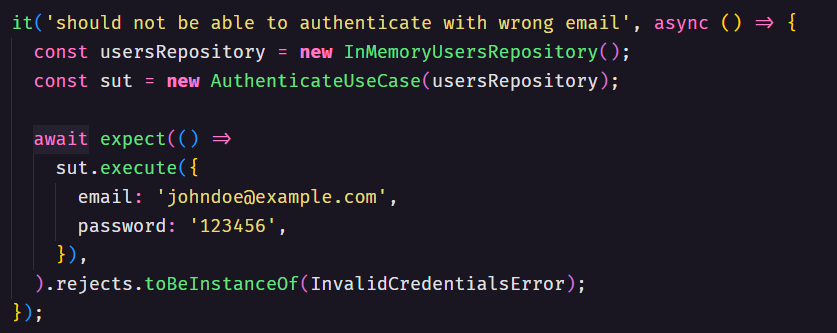 it('should not be able to authenticate with wrong email', async () => {
  const usersRepository = new InMemoryUsersRepository();
  const sut = new AuthenticateUseCase(usersRepository);

  await expect(() =>
    sut.execute({
      email: 'johndoe@example.com',
      password: '123456',
    }),
  ).rejects.toBeInstanceOf(InvalidCredentialsError);
});